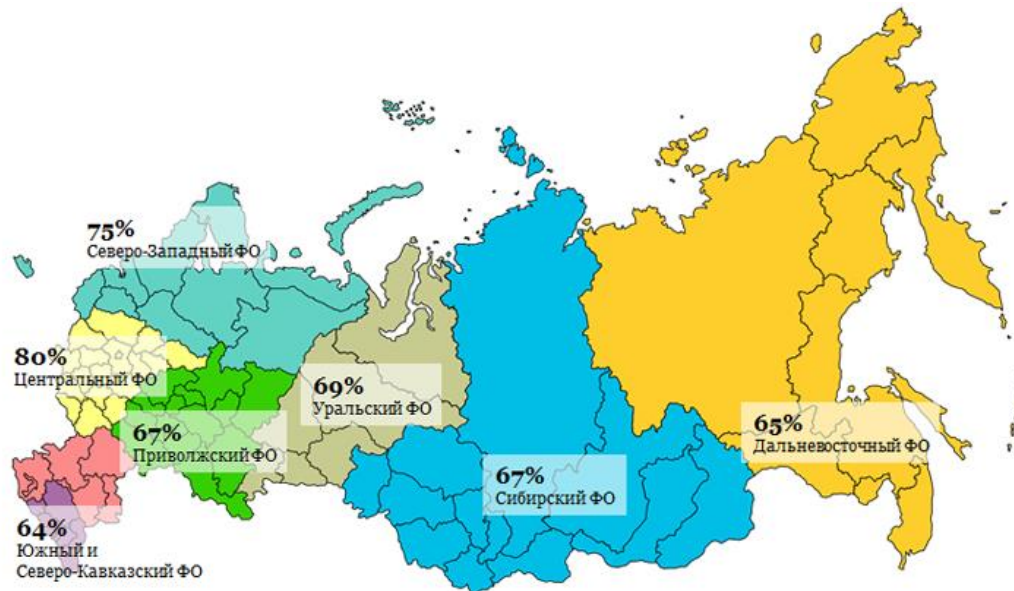 75%
Северо-Западный ФО
80%
Центральный ФО
69%
Уральский ФО
67%
Приволжский ФО
65%
Дальневосточный ФО
67%
Сибирский ФО
64%
Южный и
Северо-Кавказский ФО